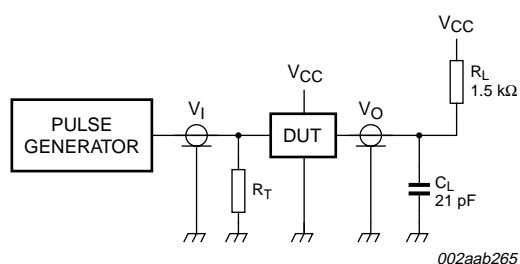 VCC
RL
1.5 kΩ
VCC
VI
VO
PULSE
GENERATOR
DUT
RT
CL
21 pF
002aab265